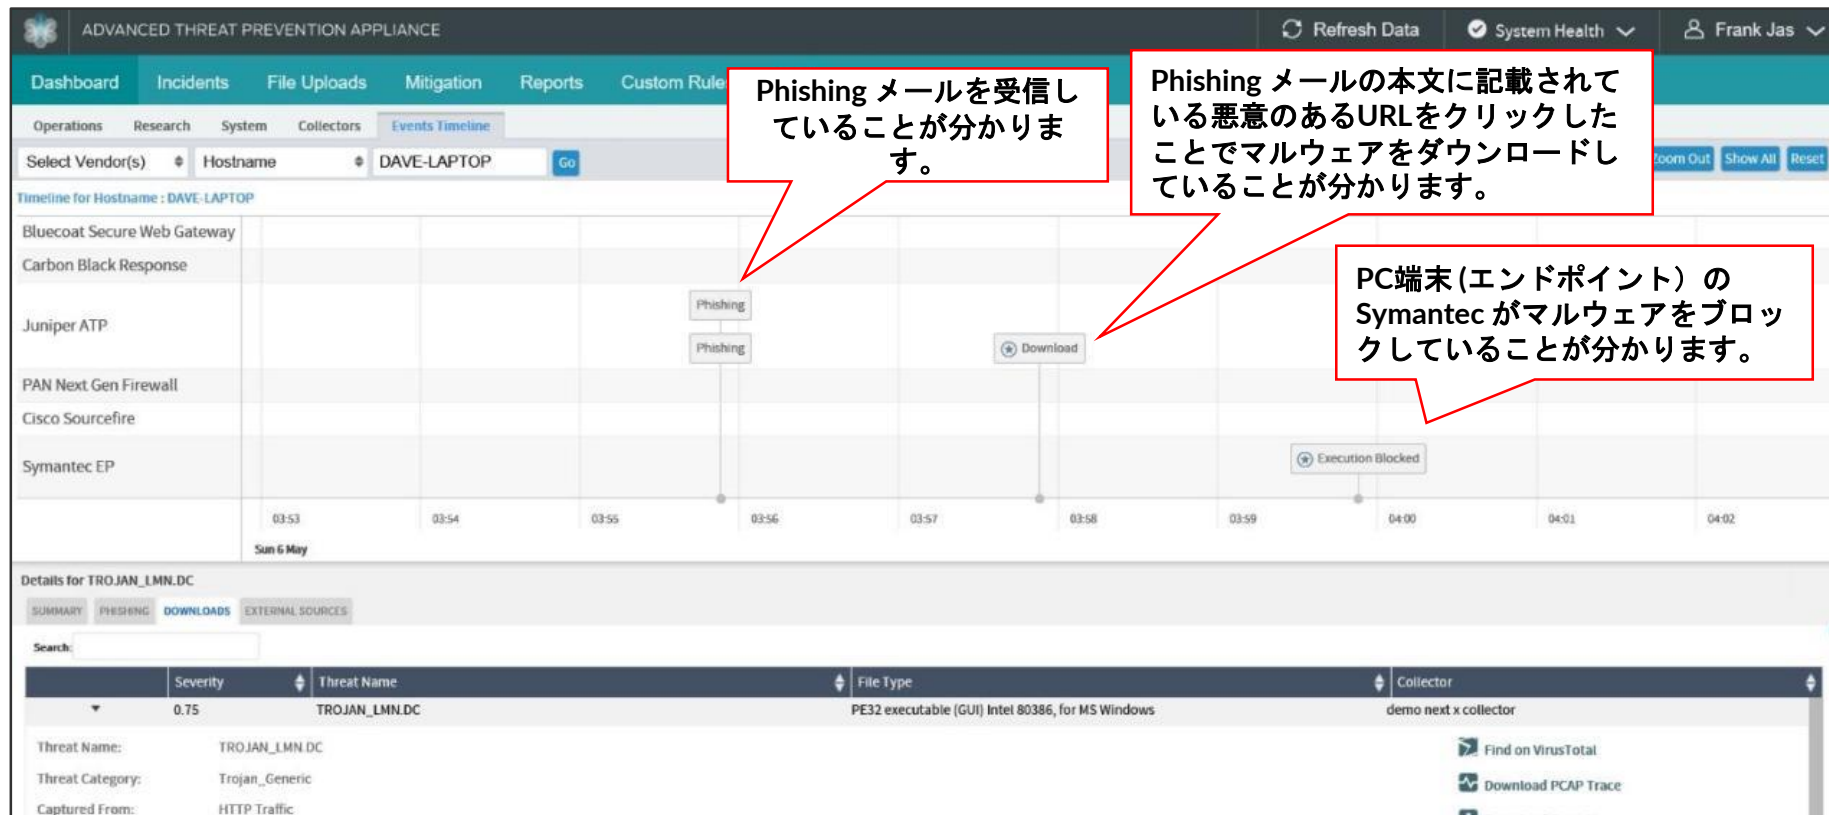 ADVANCED THREAT PREVENTION APPLIANCE
Refresh Data
System Health
Frank Jas
Dashboard
Incidents
File Uploads
Mitigation
Reports
Custom Rule
Phishing メールを受信し
ていることが分かりま
す。
Phishing メールの本文に記載されて
いる悪意のあるURLをクリックした
ことでマルウェアをダウンロードし
ていることが分かります。
Operations
Research
System
Collectors
Events Timeline
Select Vendor(s)
Hostname
DAVE-LAPTOP
Go
Zoom Out
Show All
Reset
Timeline for Hostname : DAVE-LAPTOP
Bluecoat Secure Web Gateway
Carbon Black Response
PC端末 (エンドポイント）の
Symantec がマルウェアをブロッ
クしていることが分かります。
Juniper ATP
Phishing
Phishing
Download
PAN Next Gen Firewall
Cisco Sourcefire
Symantec EP
Execution Blocked
03:53
03:54
03:55
03:56
03:57
03:58
03:59
04:00
04:01
04:02
Sun 6 May
Details for TROJAN_LMN.DC
SUMMARY
PHISHING
DOWNLOADS
EXTERNAL SOURCES
Search:
Severity
Threat Name
File Type
Collector
0.75
TROJAN_LMN.DC
PE32 executable (GUI) Intel 80386, for MS Windows
demo next x collector
Threat Name:
TROJAN_LMN.DC
Find on VirusTotal
Threat Category:
Trojan_Generic
Download PCAP Trace
Captured From:
HTTP Traffic